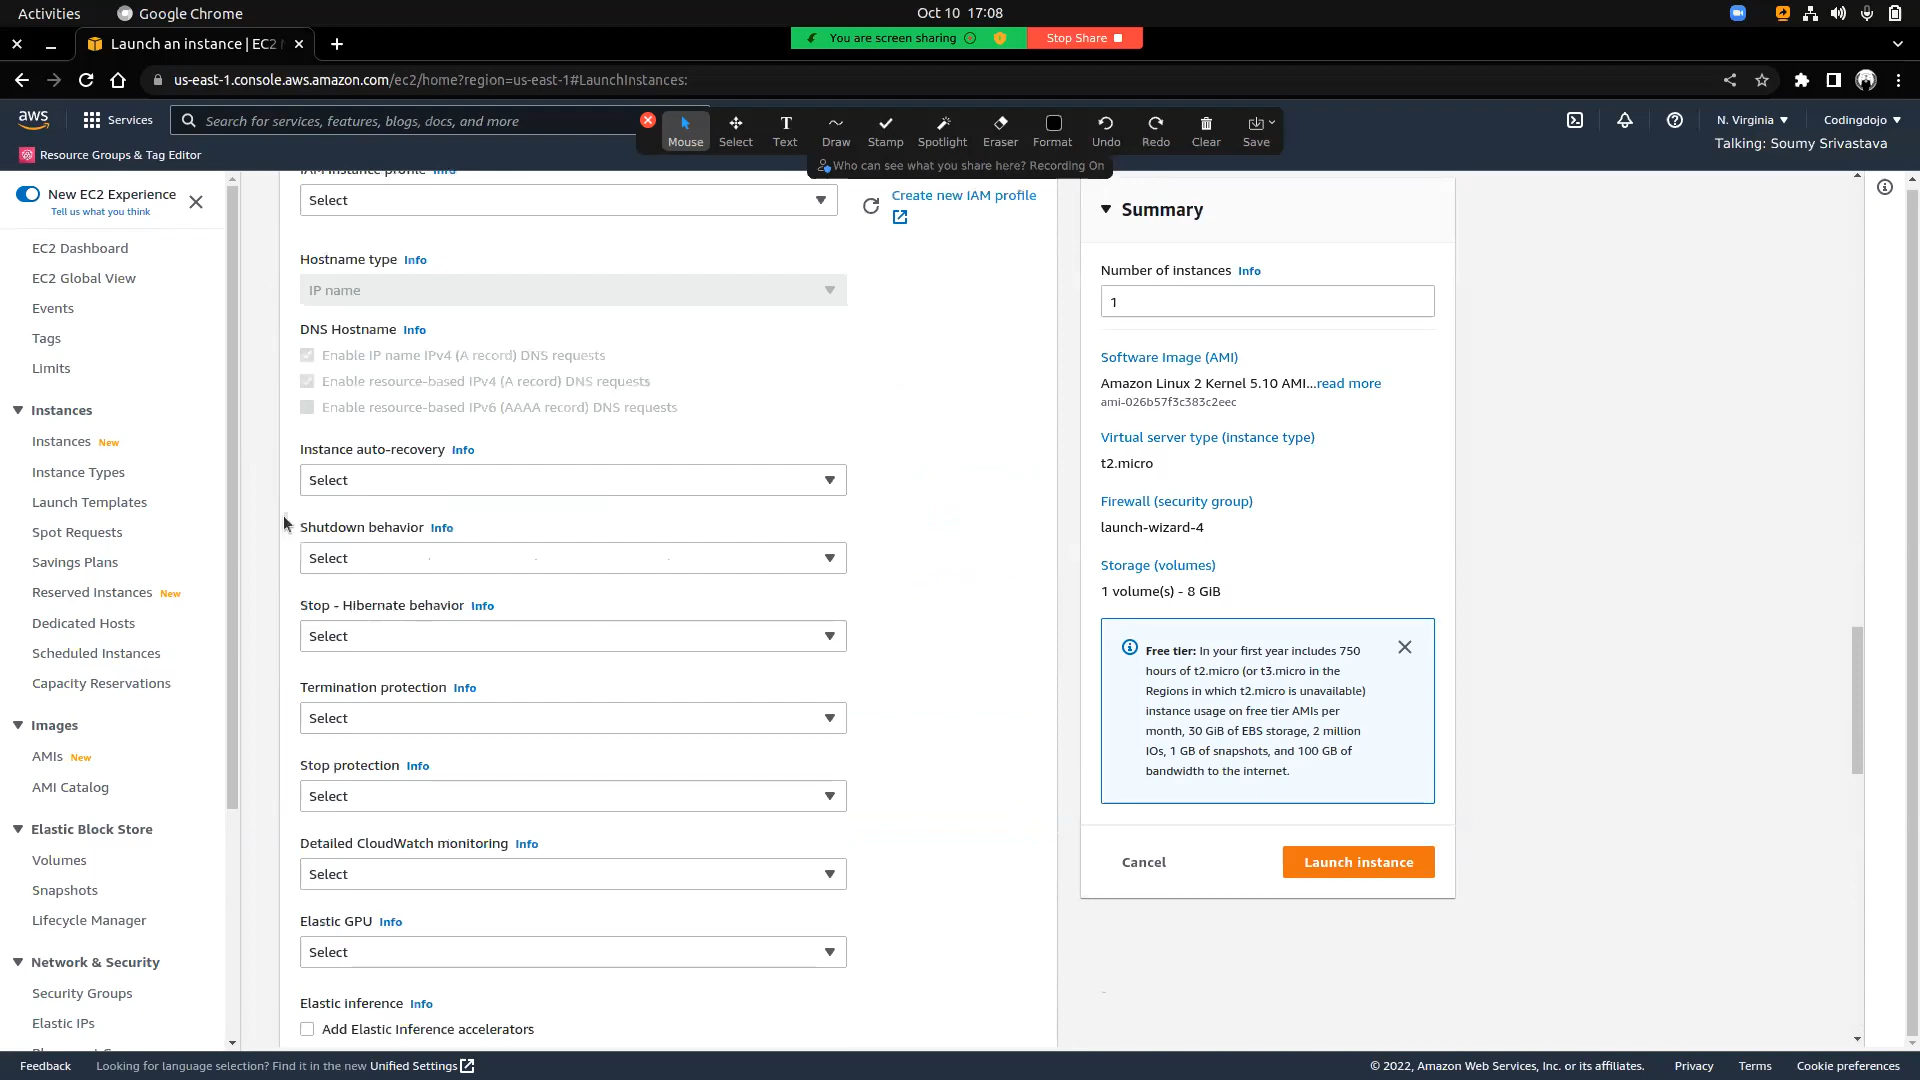 Activities
Google Chrome
Oct 10 17:08
Launch an instance | EC2
You are screen sharing
Stop Share
us-east-1.console.aws.amazon.com/ec2/home?region=us-east-1#LaunchInstances:
aws
Services
Search for services, features, blogs, docs, and more
Mouse
Select
Text
Draw
Stamp
Spotlight
Eraser
Format
Undo
Redo
Clear
Save
N. Virginia
Codingdojo
Talking: Soumy Srivastava
Resource Groups & Tag Editor
Who can see what you share here? Recording On
New EC2 Experience
Tell us what you think
EC2 Dashboard
EC2 Global View
Events
Tags
Limits
Instances
Instances New
Instance Types
Launch Templates
Spot Requests
Savings Plans
Reserved Instances New
Dedicated Hosts
Scheduled Instances
Capacity Reservations
Images
AMIs New
AMI Catalog
Elastic Block Store
Volumes
Snapshots
Lifecycle Manager
Network & Security
Security Groups
Elastic IPs
IAM instance profile Info
Select
Create new IAM profile
Hostname type Info
IP name
DNS Hostname Info
Enable IP name IPv4 (A record) DNS requests
Enable resource-based IPv4 (A record) DNS requests
Enable resource-based IPv6 (AAAA record) DNS requests
Instance auto-recovery Info
Select
Shutdown behavior Info
Select
Stop - Hibernate behavior Info
Select
Termination protection Info
Select
Stop protection Info
Select
Detailed CloudWatch monitoring Info
Select
Elastic GPU Info
Select
Elastic inference Info
Add Elastic Inference accelerators
Summary
Number of instances Info
1
Software Image (AMI)
Amazon Linux 2 Kernel 5.10 AMI...read more
ami-026b57f3c383c2eec
Virtual server type (instance type)
t2.micro
Firewall (security group)
launch-wizard-4
Storage (volumes)
1 volume(s) - 8 GiB
Free tier: In your first year includes 750
hours of t2.micro (or t3.micro in the
Regions in which t2.micro is unavailable)
instance usage on free tier AMIs per
month, 30 GiB of EBS storage, 2 million
IOs, 1 GB of snapshots, and 100 GB of
bandwidth to the internet.
Cancel
Launch instance
Feedback
Looking for language selection? Find it in the new Unified Settings
© 2022, Amazon Web Services, Inc. or its affiliates.
Privacy
Terms
Cookie preferences